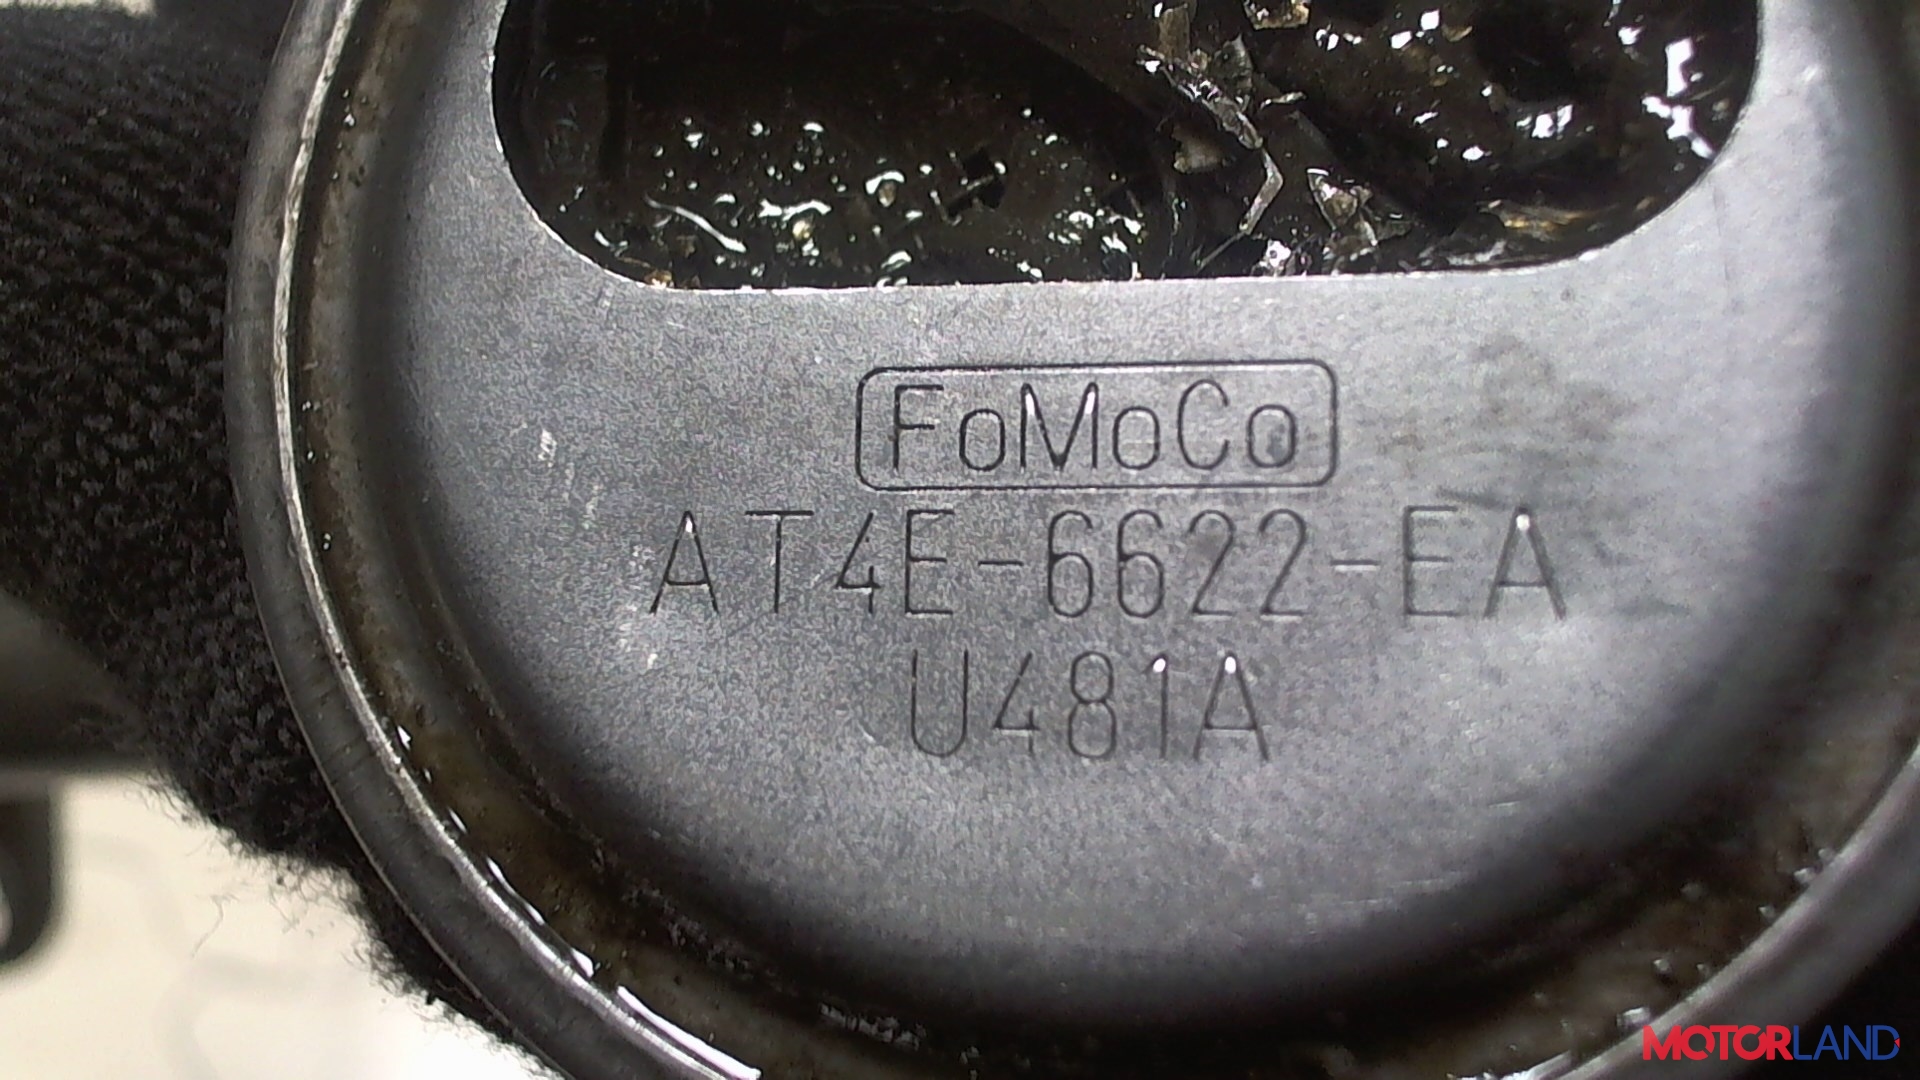 FoMoCo
AT4E-6622-EA
U481A
MOTORLAND